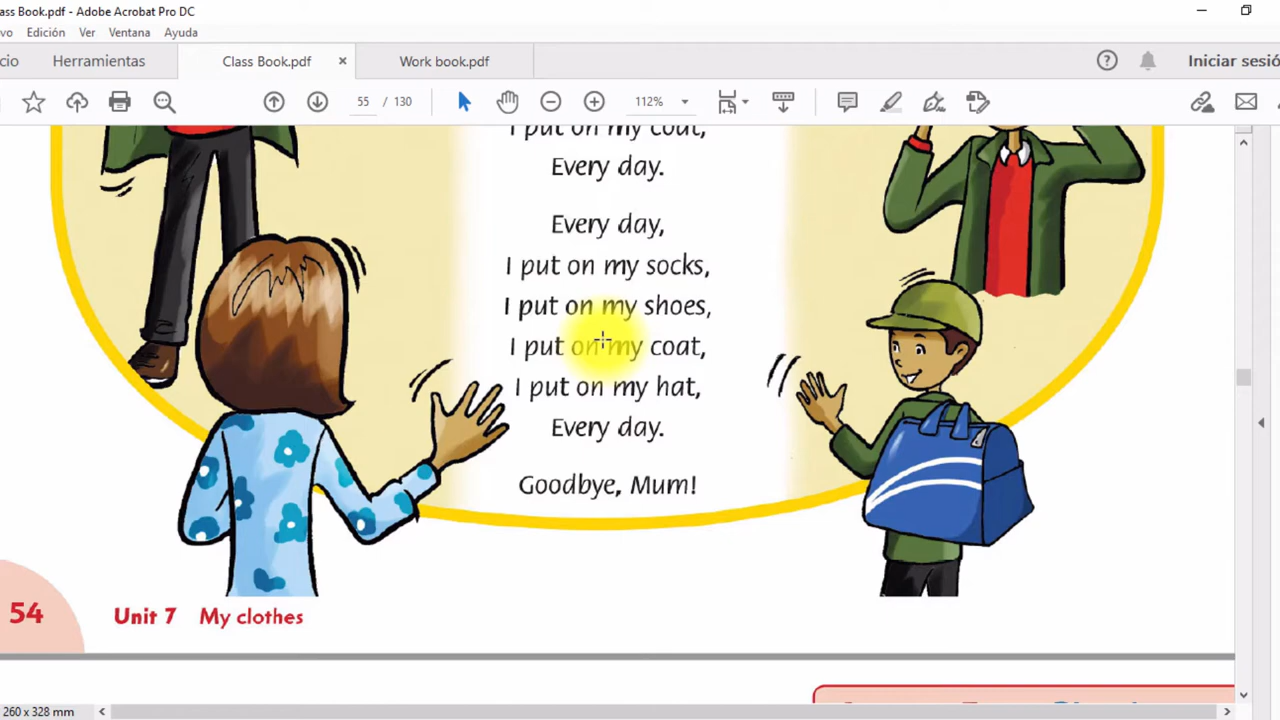 lass Book.pdf - Adobe Acrobat Pro DC
vo Edición Ver Ventana Ayuda
cio Herramientas Class Book.pdf × Work book.pdf ? Iniciar sesió
55 / 130 112%
I put on my coat,
Every day.
Every day,
I put on my socks,
I put on my shoes,
I put on my coat,
I put on my hat,
Every day.
Goodbye, Mum!
54 Unit 7 My clothes
260 x 328 mm